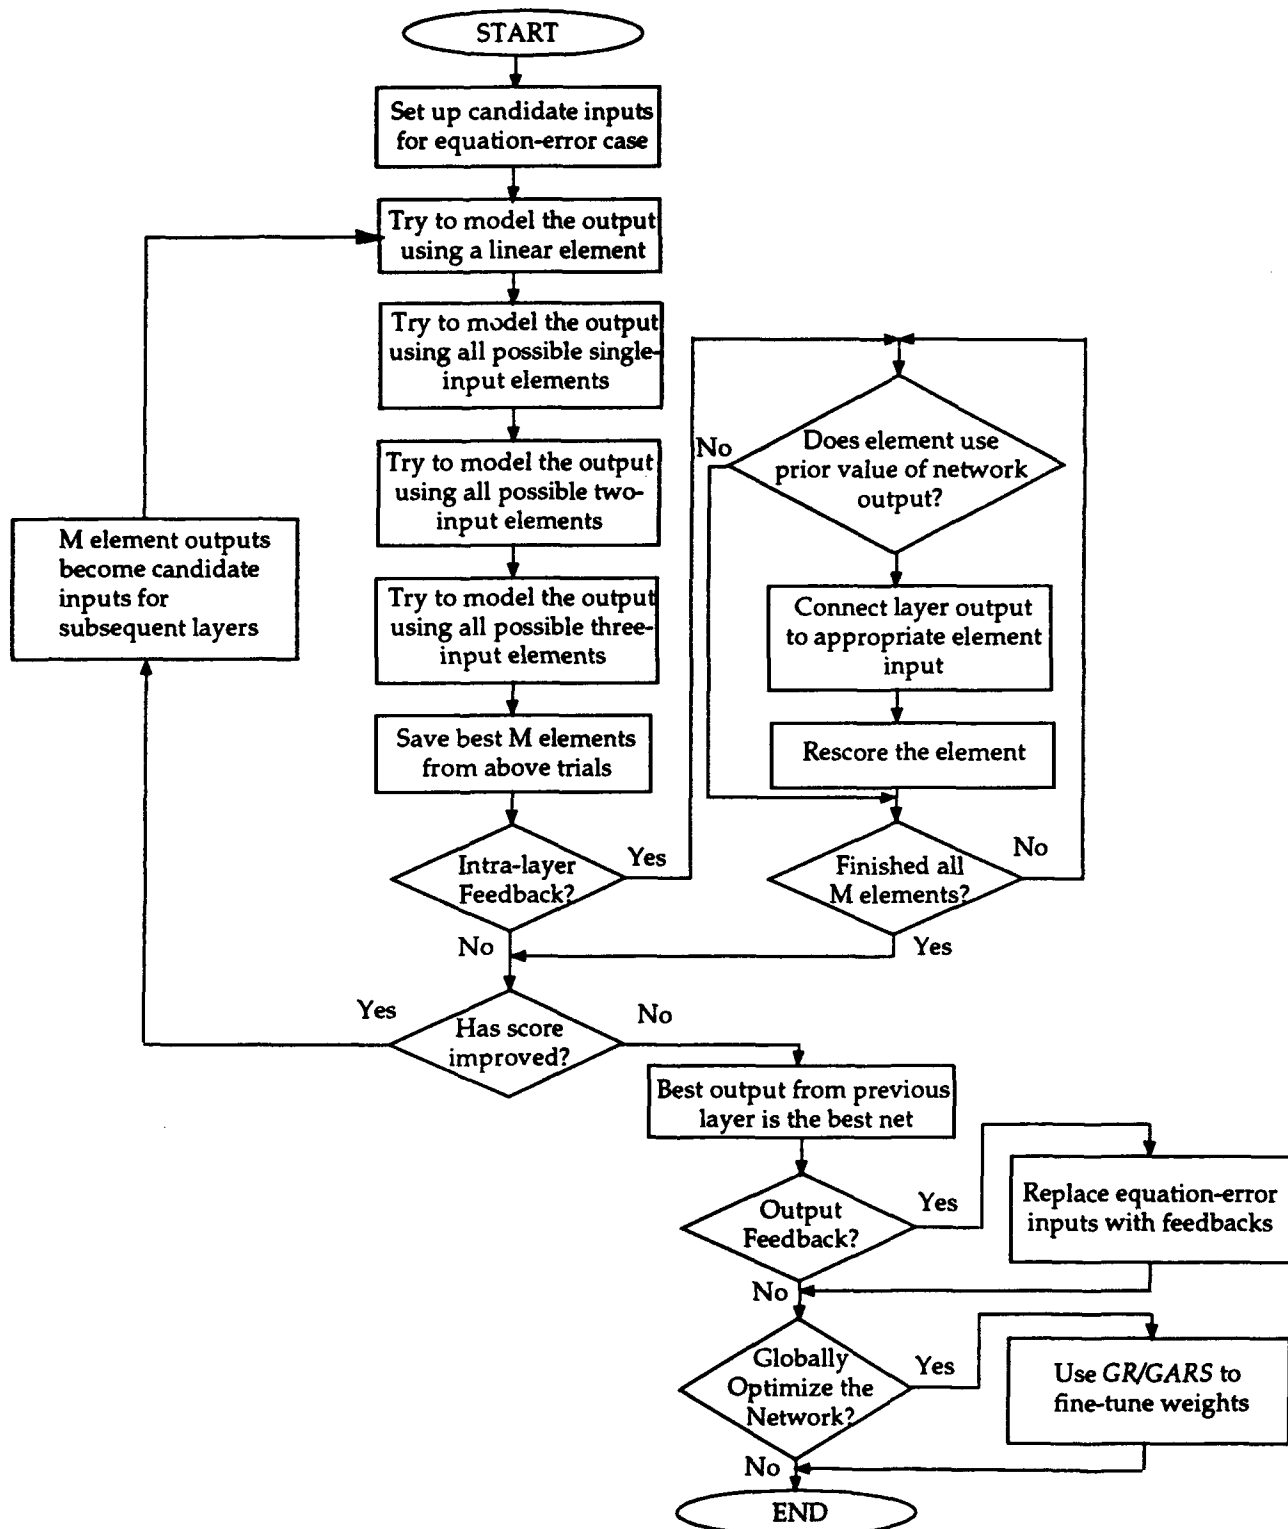 START
Set up candidate inputs
for equation-error case
Try to model the output
using a linear element
Try to model the output
using all possible single-
input elements
Try to model the output
using all possible two-
input elements
Try to model the output
using all possible three-
input elements
Save best M elements
from above trials
Intra-layer
Feedback?
Yes
No
M element outputs
become candidate
inputs for
subsequent layers
Does element use
prior value of network
output?
No
Connect layer output
to appropriate element
input
Rescore the element
Finished all
M elements?
No
Yes
Has score
improved?
Yes
No
Best output from previous
layer is the best net
Output
Feedback?
Yes
Replace equation-error
inputs with feedbacks
No
Globally
Optimize the
Network?
Yes
Use GR/GARS to
fine-tune weights
No
END